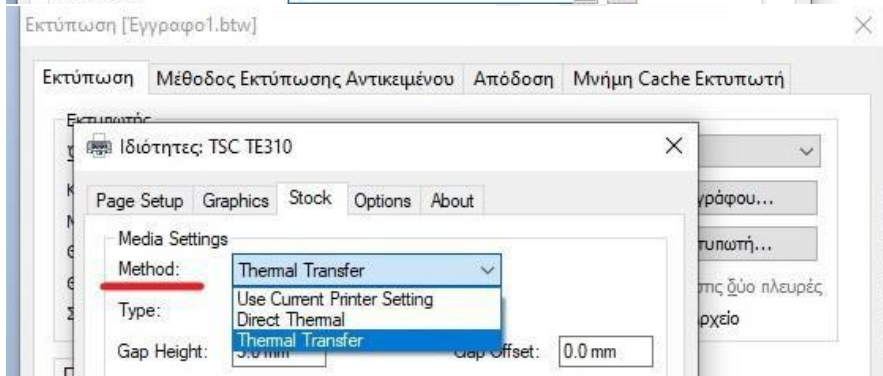 Εκτύπωση [Έγγραφο1.btw]
Εκτύπωση Μέθοδος Εκτύπωσης Αντικειμένου Απόδοση Μνήμη Cache Εκτυπωτή
Εκτυπωτής
Ιδιότητες: TSC TE310
Page Setup Graphics Stock Options About
γράφου...
Media Settings
τυπωτή...
Method: Thermal Transfer
στις δύο πλευρές
Use Current Printer Setting
Type: Direct Thermal
ρχείο
Thermal Transfer
Gap Height: Gap Offset: 0.0 mm